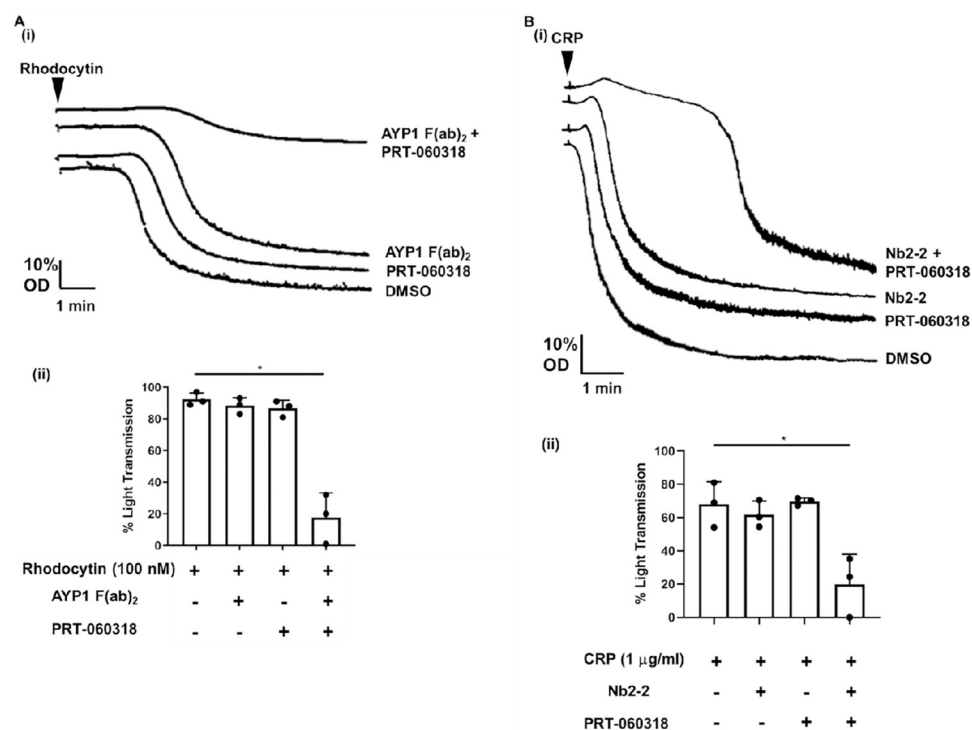 A
(i)
Rhodocytin
AYP1 F(ab)₂ +
PRT-060318
AYP1 F(ab)₂
PRT-060318
DMSO
10%
OD
1 min
(ii)
% Light Transmission
100
80
60
40
20
0
*
Rhodocytin (100 nM) + + + +
AYP1 F(ab)₂ - + - +
PRT-060318 - - + +
B
(i)
CRP
Nb2-2 +
PRT-060318
Nb2-2
PRT-060318
DMSO
10%
OD
1 min
(ii)
% Light Transmission
100
80
60
40
20
0
*
CRP (1 μg/ml) + + + +
Nb2-2 - + - +
PRT-060318 - - + +